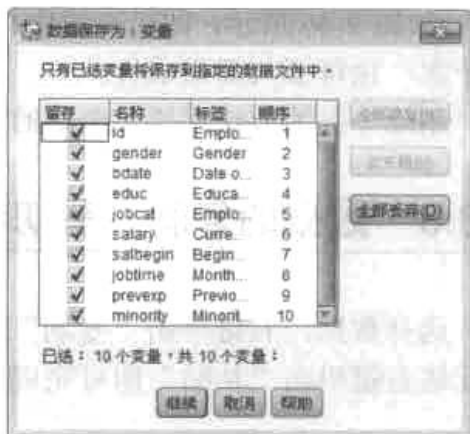 数据保存为：变量
只有已选变量将保存到指定的数据文件中。
留存 名称 标签 顺序
id Emplo... 1
gender Gender 2
bdate Date o... 3
educ Educa... 4
jobcat Emplo... 5
salary Curre... 6
salbegin Begin... 7
jobtime Month... 8
prevexp Previo... 9
minority Minorit... 10
全部丢弃(D)
已选：10 个变量，共 10 个变量：
继续 取消 帮助